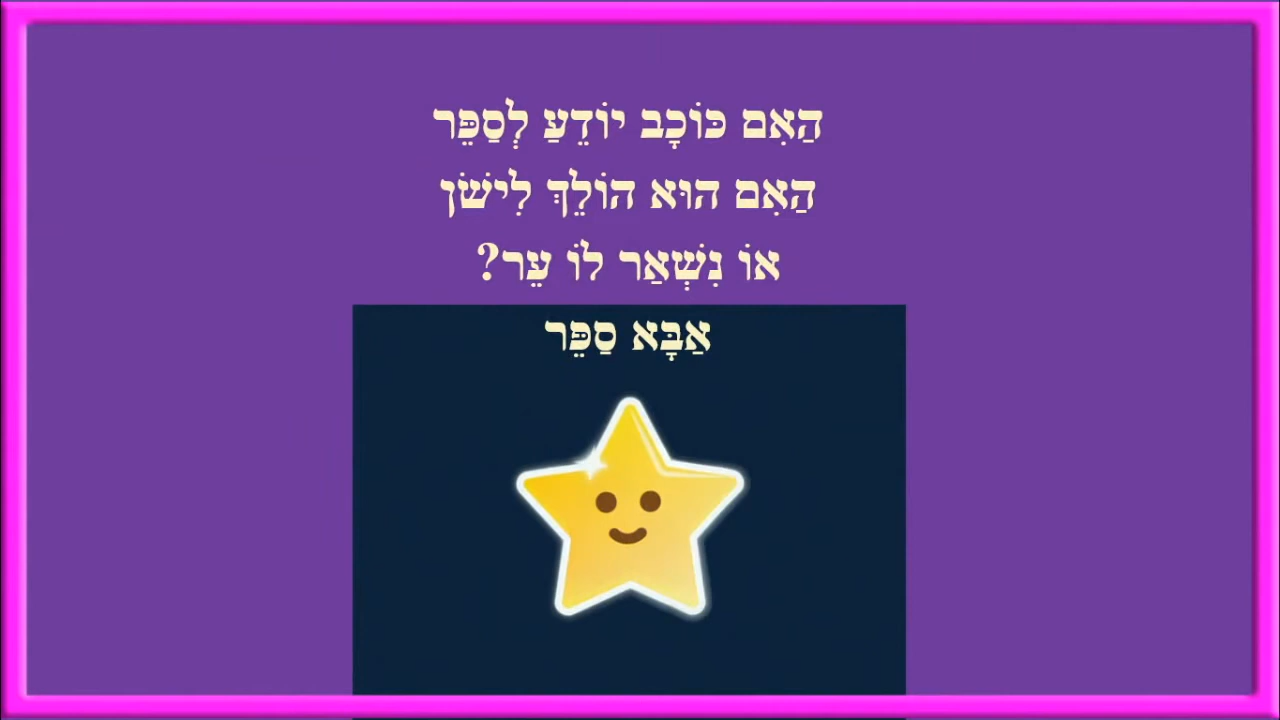 הַאִם כּוֹכָב יוֹדֵעַ לְסַפֵּר
הַאִם הוּא הוֹלֵךְ לִישֹׁן
אוֹ נִשְׁאַר לוֹ עֵר?
אַבָּא סַפֵּר